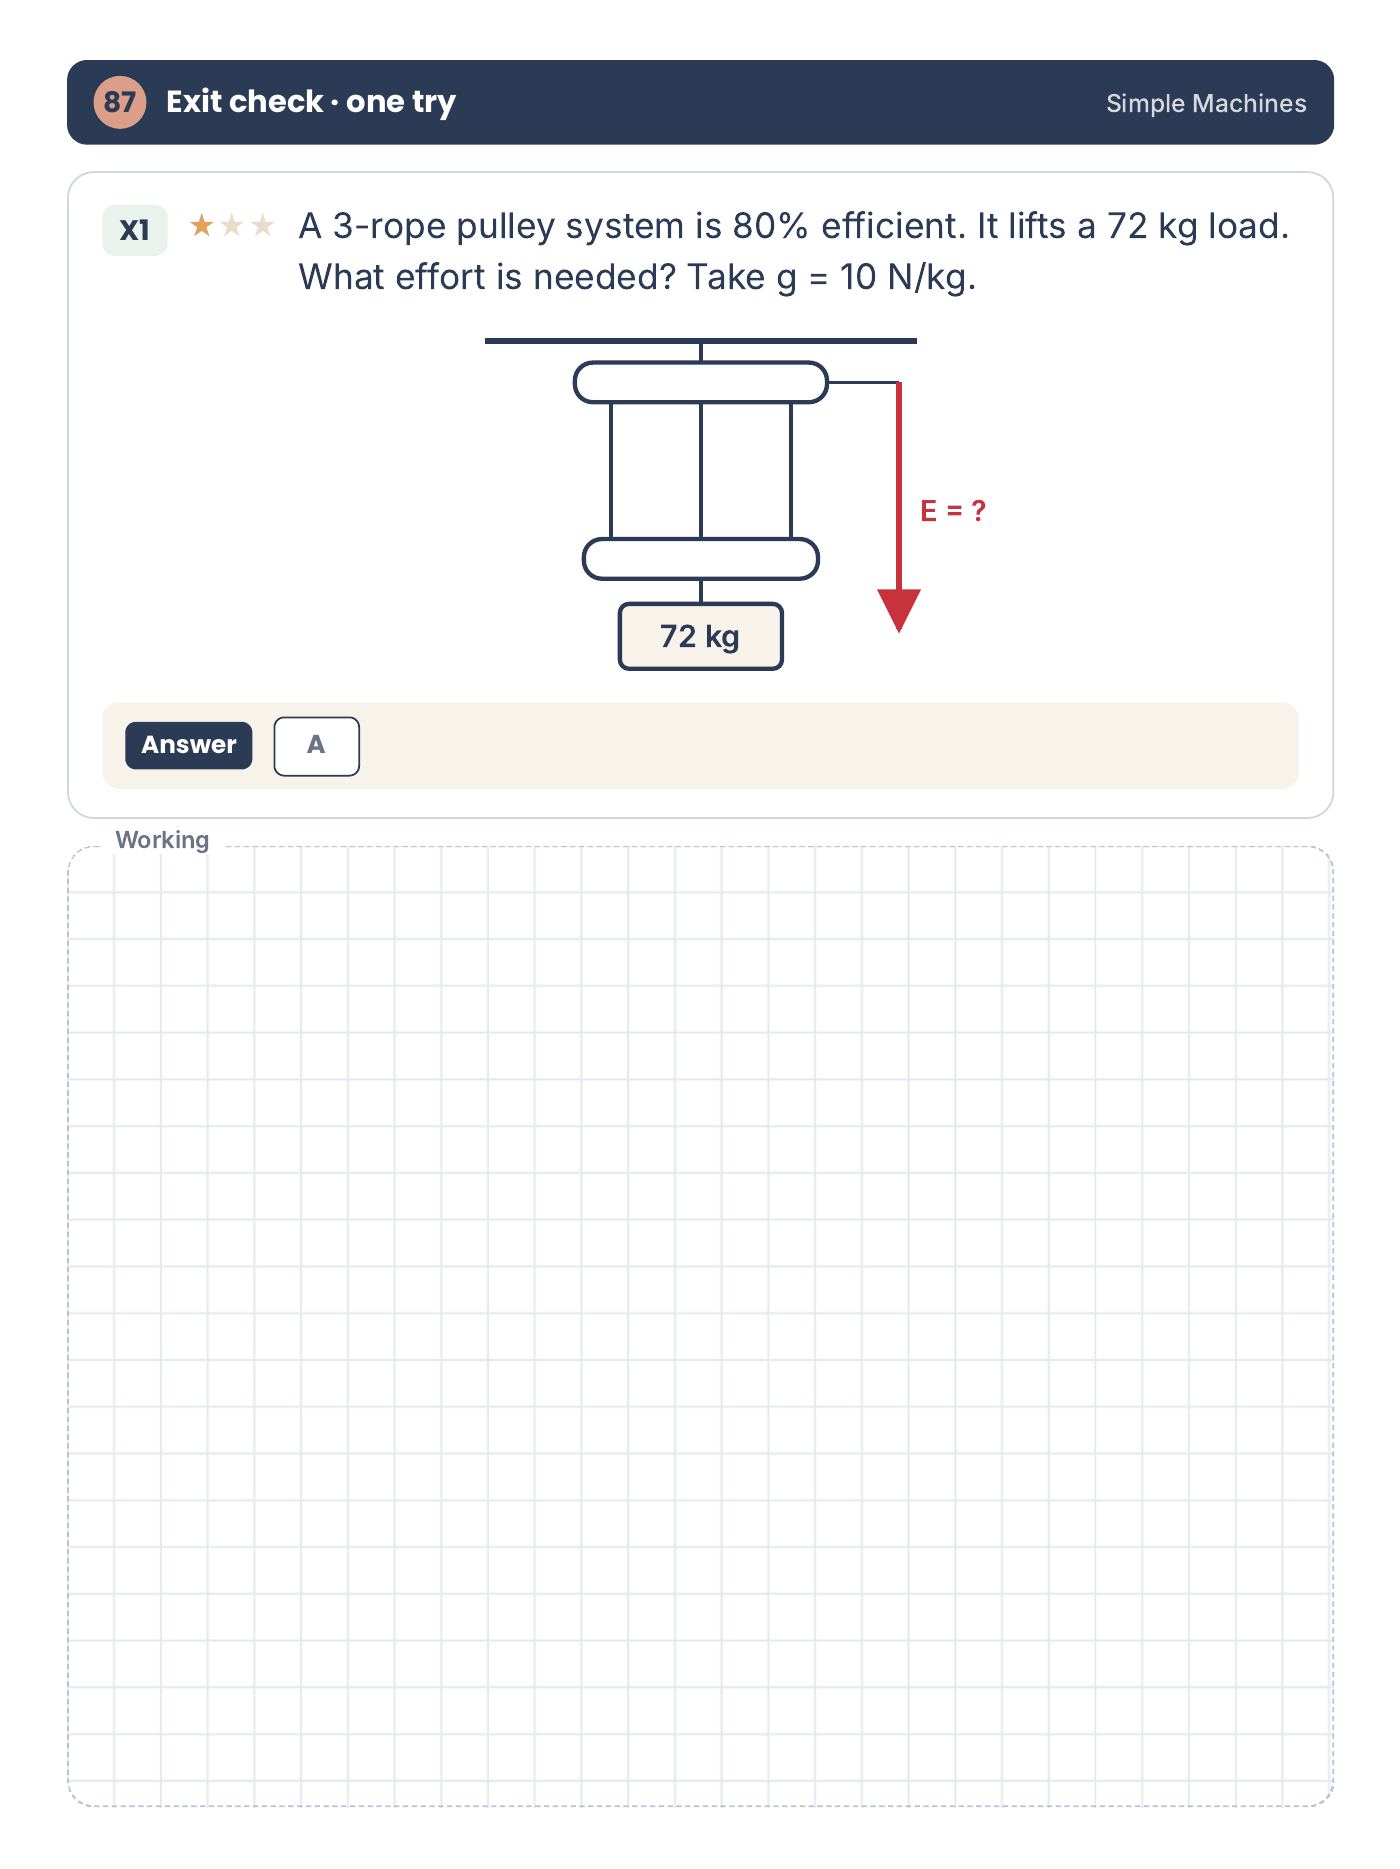 87 Exit check · one try
Simple Machines
X1 ★★★ A 3-rope pulley system is 80% efficient. It lifts a 72 kg load.
What effort is needed? Take g = 10 N/kg.
E = ?
72 kg
Answer A
Working